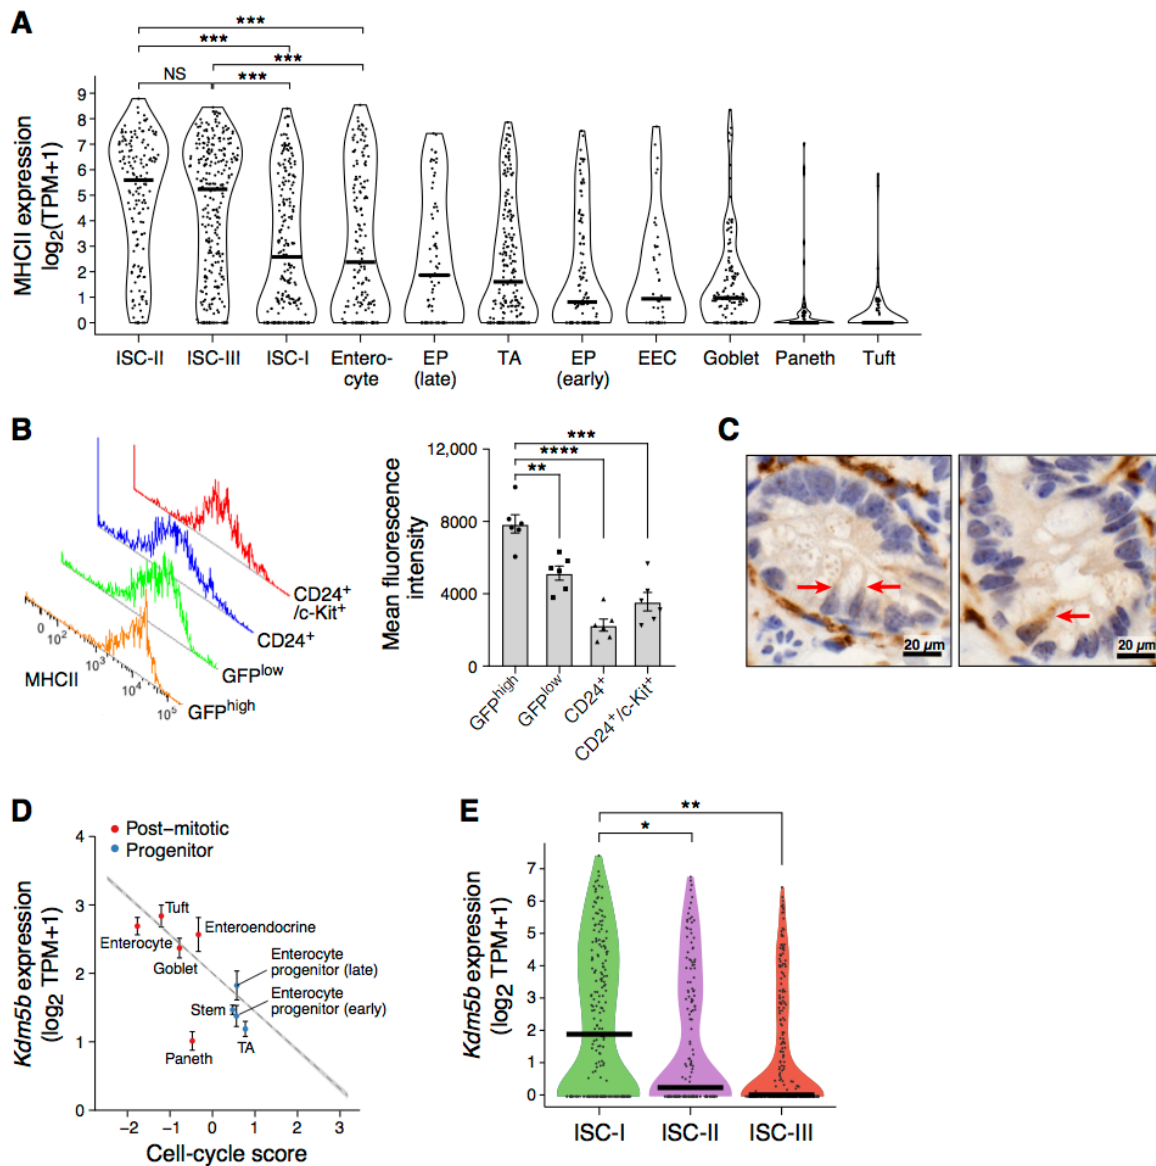 A
***
***
***
NS
***
MHCII expression
log2(TPM+1)
9
8
7
6
5
4
3
2
1
0
ISC-II
ISC-III
ISC-I
Entero-
cyte
EP
(late)
TA
EP
(early)
EEC
Goblet
Paneth
Tuft
B
CD24+
/c-Kit+
CD24+
GFPlow
GFPhigh
MHCII
0 10² 10³ 10⁴ 10⁵
Mean fluorescence
intensity
12,000
8000
4000
0
***
****
**
GFPhigh
GFPlow
CD24+
CD24+/c-Kit+
C
20 µm
20 µm
D
Post-mitotic
Progenitor
Kdm5b expression
(log2 TPM+1)
4
3
2
1
0
Tuft
Enterocyte
Goblet
Enteroendocrine
Enterocyte
progenitor (late)
Stem
Enterocyte
progenitor (early)
Paneth
TA
−2 −1 0 1 2 3
Cell-cycle score
E
**
*
Kdm5b expression
(log2 TPM+1)
7
6
5
4
3
2
1
0
ISC-I
ISC-II
ISC-III